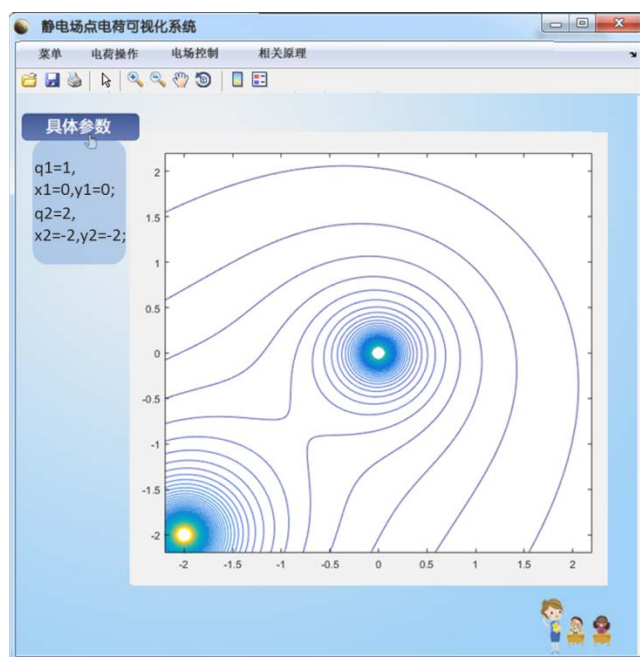 静电场点电荷可视化系统
菜单 电荷操作 电场控制 相关原理
具体参数
q1=1,
x1=0,y1=0;
q2=2,
x2=-2,y2=-2;
2
1.5
1
0.5
0
-0.5
-1
-1.5
-2
-2 -1.5 -1 -0.5 0 0.5 1 1.5 2